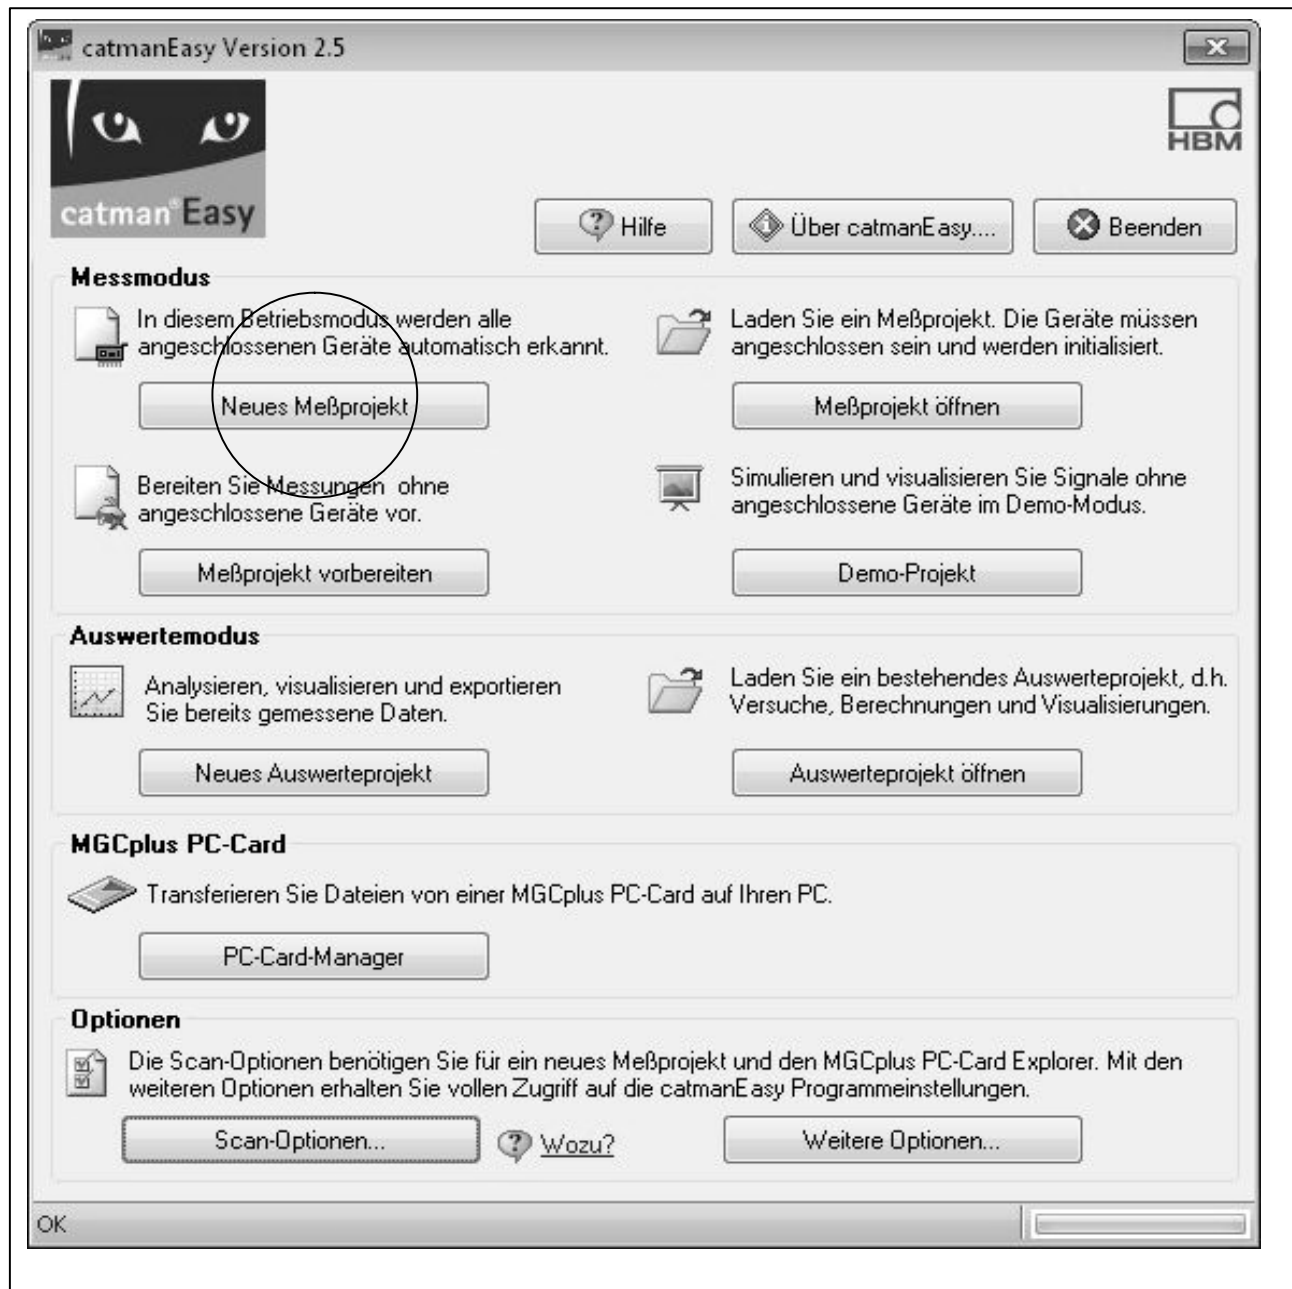 catmanEasy Version 2.5
catman®Easy
HBM
Hilfe
Über catmanEasy....
Beenden
Messmodus
In diesem Betriebsmodus werden alle
angeschlossenen Geräte automatisch erkannt.
Neues Meßprojekt
Laden Sie ein Meßprojekt. Die Geräte müssen
angeschlossen sein und werden initialisiert.
Meßprojekt öffnen
Bereiten Sie Messungen ohne
angeschlossene Geräte vor.
Meßprojekt vorbereiten
Simulieren und visualisieren Sie Signale ohne
angeschlossene Geräte im Demo-Modus.
Demo-Projekt
Auswertemodus
Analysieren, visualisieren und exportieren
Sie bereits gemessene Daten.
Neues Auswerteprojekt
Laden Sie ein bestehendes Auswerteprojekt, d.h.
Versuche, Berechnungen und Visualisierungen.
Auswerteprojekt öffnen
MGCplus PC-Card
Transferieren Sie Dateien von einer MGCplus PC-Card auf Ihren PC.
PC-Card-Manager
Optionen
Die Scan-Optionen benötigen Sie für ein neues Meßprojekt und den MGCplus PC-Card Explorer. Mit den
weiteren Optionen erhalten Sie vollen Zugriff auf die catmanEasy Programmeinstellungen.
Scan-Optionen...
Wozu?
Weitere Optionen...
OK